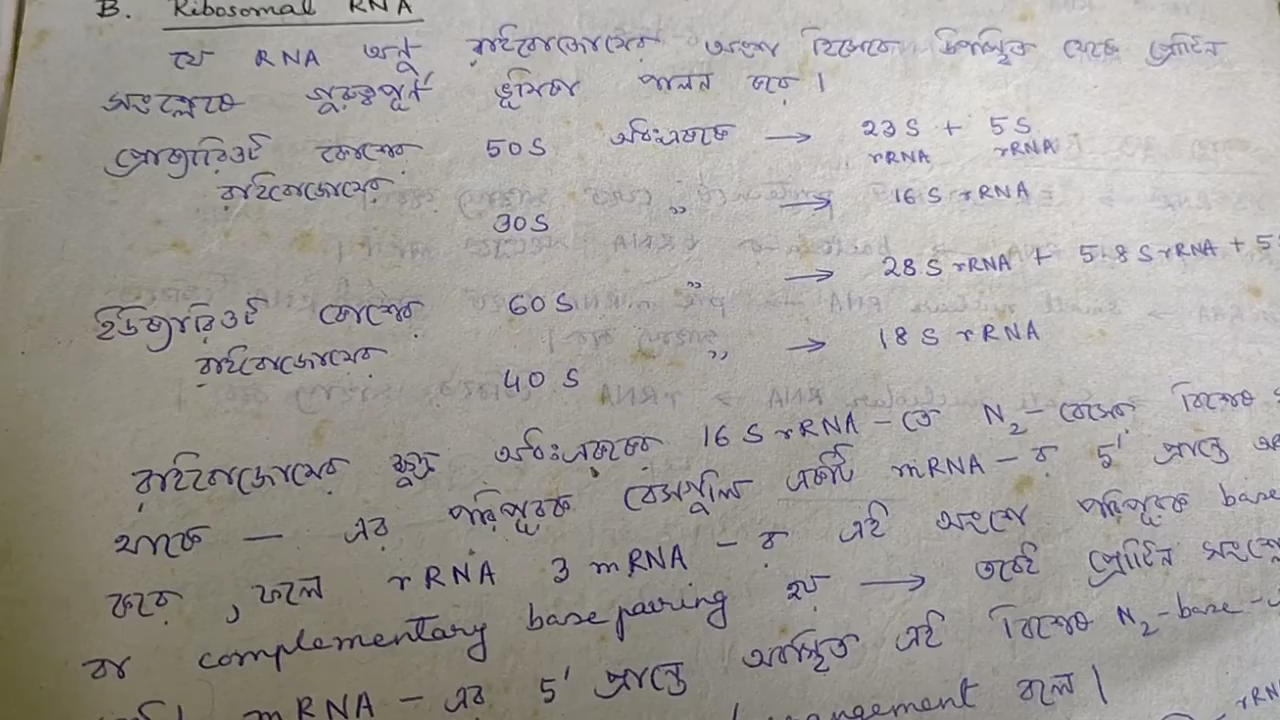 B. Ribosomal RNA
যে RNA অণু রাইবোজোমের অংশ হিসেবে উপস্থিত থেকে প্রোটিন
সংশ্লেষে গুরুত্বপূর্ণ ভূমিকা পালন করে।
প্রোক্যারিওট কোশের 50S অধঃএককে → 23S + 5S
রাইবোজোমের rRNA rRNA
30S " → 16S rRNA
ইউক্যারিওট কোশের 60S " → 28S rRNA + 5.8S rRNA + 5
রাইবোজোমের 40S " → 18S rRNA
রাইবোজোমের ক্ষুদ্র অধঃএককের 16S rRNA-তে N2-বেসের বিশেষ
থাকে — এর পরিপূরক বেসগুলি একটি mRNA-র 5' প্রান্তে
করে, ফলে rRNA ও mRNA-র এই অংশে পরিপূরক base
বা complementary base pairing হয় → তবেই প্রোটিন সংশ্লে
mRNA-এর 5' প্রান্তে অবস্থিত এই বিশেষ N2-base-
বলে।